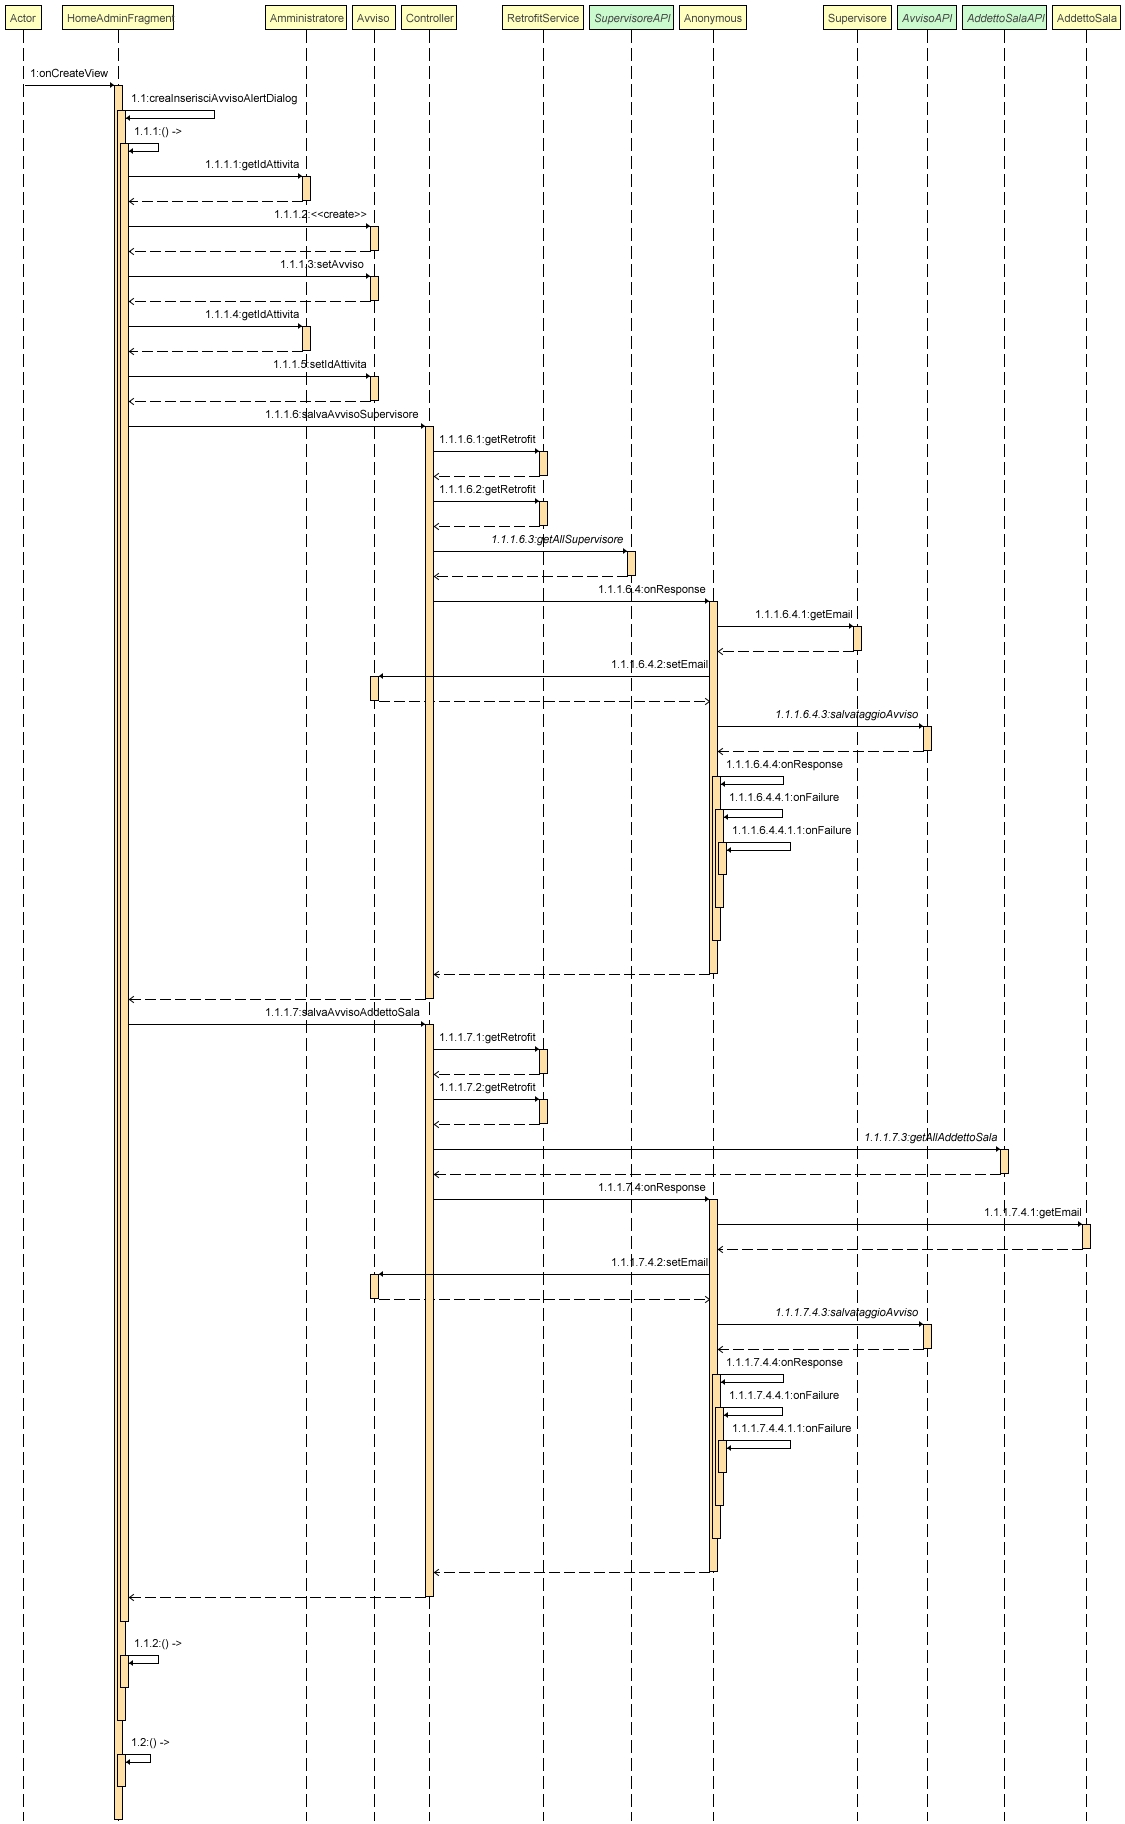 Actor HomeAdminFragment Amministratore Avviso Controller RetrofitService SupervisoreAPI Anonymous Supervisore AvvisoAPI AddettoSalaAPI AddettoSala
1:onCreateView
1.1:creaInserisciAvvisoAlertDialog
1.1.1:() ->
1.1.1.1:getIdAttivita
1.1.1.2:<<create>>
1.1.1.3:setAvviso
1.1.1.4:getIdAttivita
1.1.1.5:setIdAttivita
1.1.1.6:salvaAvvisoSupervisore
1.1.1.6.1:getRetrofit
1.1.1.6.2:getRetrofit
1.1.1.6.3:getAllSupervisore
1.1.1.6.4:onResponse
1.1.1.6.4.1:getEmail
1.1.1.6.4.2:setEmail
1.1.1.6.4.3:salvataggioAvviso
1.1.1.6.4.4:onResponse
1.1.1.6.4.4.1:onFailure
1.1.1.6.4.4.1.1:onFailure
1.1.1.7:salvaAvvisoAddettoSala
1.1.1.7.1:getRetrofit
1.1.1.7.2:getRetrofit
1.1.1.7.3:getAllAddettoSala
1.1.1.7.4:onResponse
1.1.1.7.4.1:getEmail
1.1.1.7.4.2:setEmail
1.1.1.7.4.3:salvataggioAvviso
1.1.1.7.4.4:onResponse
1.1.1.7.4.4.1:onFailure
1.1.1.7.4.4.1.1:onFailure
1.1.2:() ->
1.2:() ->